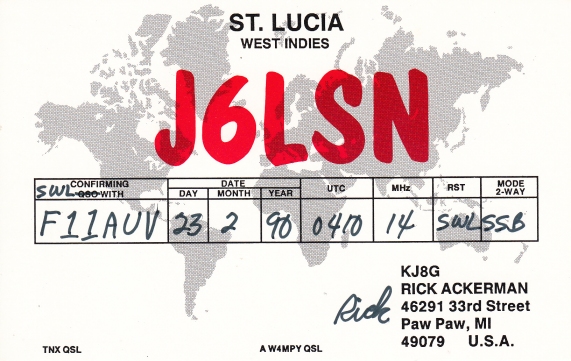 ST. LUCIA
WEST INDIES
J6LSN
SWL CONFIRMING QSO WITH DATE DAY MONTH YEAR UTC MHz RST MODE 2-WAY
F11AUV 23 2 90 0410 14 SWL SSB
KJ8G
RICK ACKERMAN
Rick 46291 33rd Street
Paw Paw, MI
49079 U.S.A.
TNX QSL A W4MPY QSL